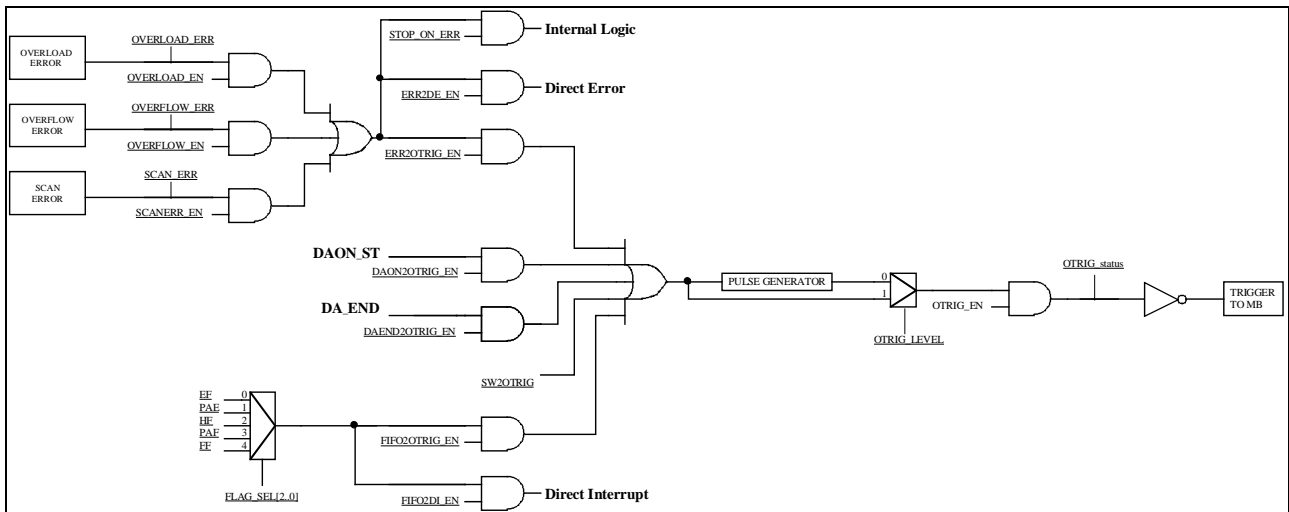 Internal Logic
STOP_ON_ERR
OVERLOAD
ERROR
OVERLOAD_ERR
OVERLOAD_EN
Direct Error
ERR2DE_EN
OVERFLOW
ERROR
OVERFLOW_ERR
OVERFLOW_EN
ERR2OTRIG_EN
SCAN
ERROR
SCAN_ERR
SCANERR_EN
DAON_ST
DAON2OTRIG_EN
DA_END
DAEND2OTRIG_EN
SW2OTRIG
PULSE GENERATOR
0
1
OTRIG_LEVEL
OTRIG_EN
OTRIG_status
TRIGGER
TO MB
EF 0
PAE 1
HF 2
PAF 3
FF 4
FLAG_SEL[2..0]
FIFO2OTRIG_EN
FIFO2DI_EN
Direct Interrupt